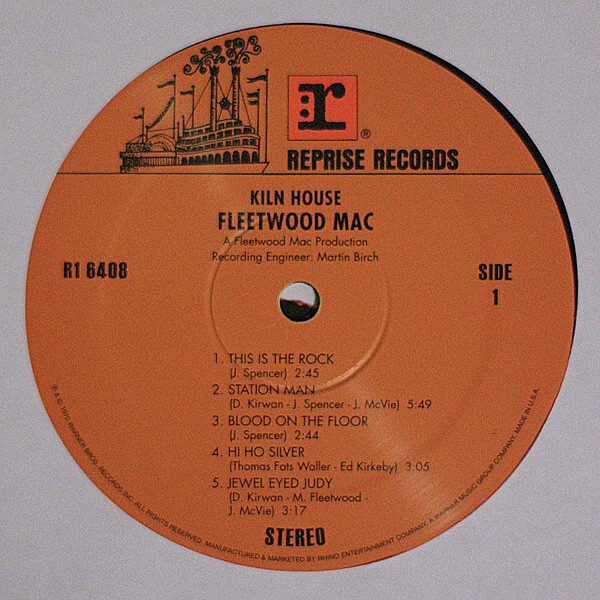 r
®
REPRISE RECORDS
KILN HOUSE
FLEETWOOD MAC
A Fleetwood Mac Production
Recording Engineer: Martin Birch
R1 6408
SIDE
1
1. THIS IS THE ROCK
(J. Spencer) 2:45
2. STATION MAN
(D. Kirwan - J. Spencer - J. McVie) 5:49
3. BLOOD ON THE FLOOR
(J. Spencer) 2:44
4. HI HO SILVER
(Thomas Fats Waller - Ed Kirkeby) 3:05
5. JEWEL EYED JUDY
(D. Kirwan - M. Fleetwood -
J. McVie) 3:17
STEREO
℗ & © 1970 WARNER BROS. RECORDS INC. ALL RIGHTS RESERVED. MANUFACTURED & MARKETED BY RHINO ENTERTAINMENT COMPANY, A WARNER MUSIC GROUP COMPANY. MADE IN U.S.A.